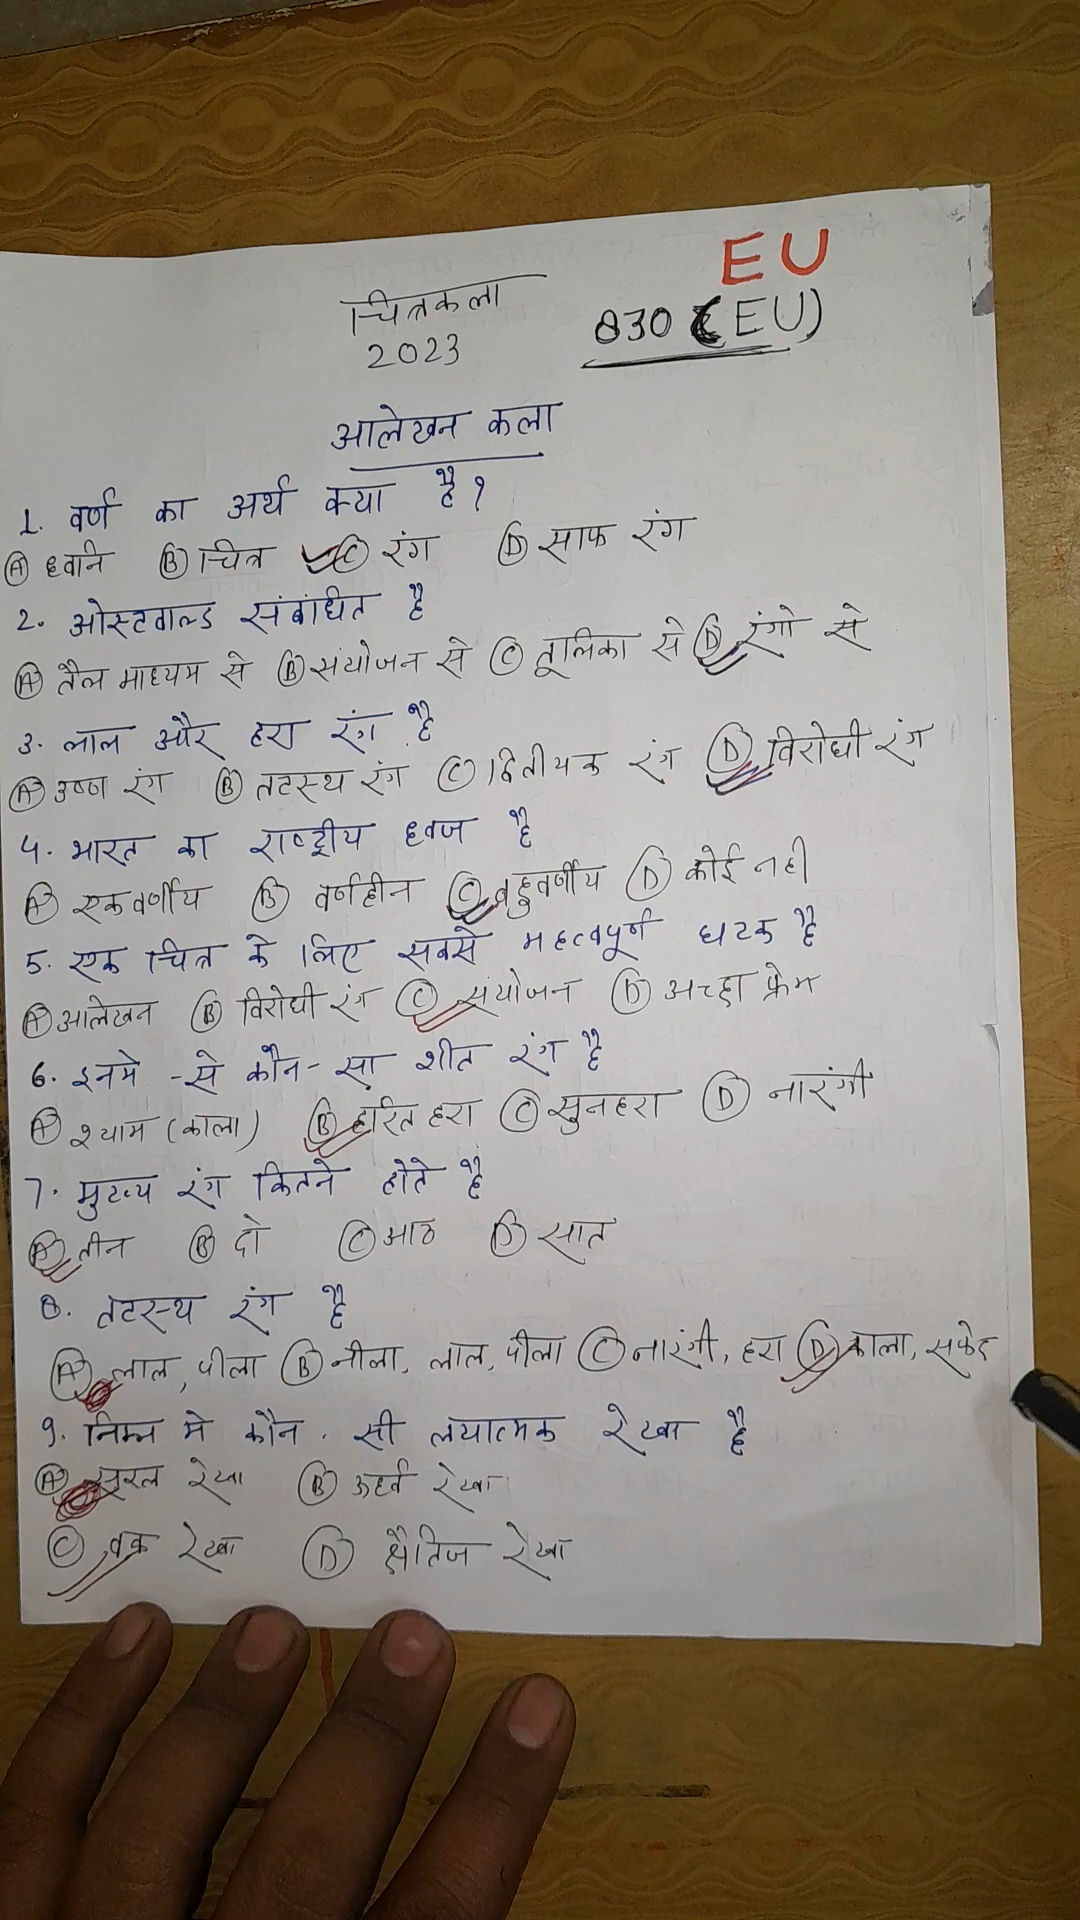 EU
चित्रकला
830 (EU)
2023
आलेखन कला
1. वर्ण का अर्थ क्या है?
(A) ध्वनि (B) चित्र (C) रंग (D) साफ रंग
2. ओस्टवाल्ड संबंधित है
(A) तैल माध्यम से (B) संयोजन से (C) तूलिका से (D) रंगो से
3. लाल और हरा रंग है
(A) उष्ण रंग (B) तटस्थ रंग (C) द्वितीयक रंग (D) विरोधी रंग
4. भारत का राष्ट्रीय ध्वज है
(A) एकवर्णीय (B) वर्णहीन (C) बहुवर्णीय (D) कोई नही
5. एक चित्र के लिए सबसे महत्वपूर्ण घटक है
(A) आलेखन (B) विरोधी रंग (C) संयोजन (D) अच्छा फ्रेम
6. इनमे-से कौन-सा शीत रंग है
(A) श्याम (काला) (B) हरित हरा (C) सुनहरा (D) नारंगी
7. मुख्य रंग कितने होते है
(A) तीन (B) दो (C) आठ (D) सात
8. तटस्थ रंग है
(A) लाल, पीला (B) नीला, लाल, पीला (C) नारंगी, हरा (D) काला, सफेद
9. निम्न मे कौन. सी लयात्मक रेखा है
(A) सरल रेखा (B) ऊर्ध्व रेखा
(C) वक्र रेखा (D) क्षैतिज रेखा